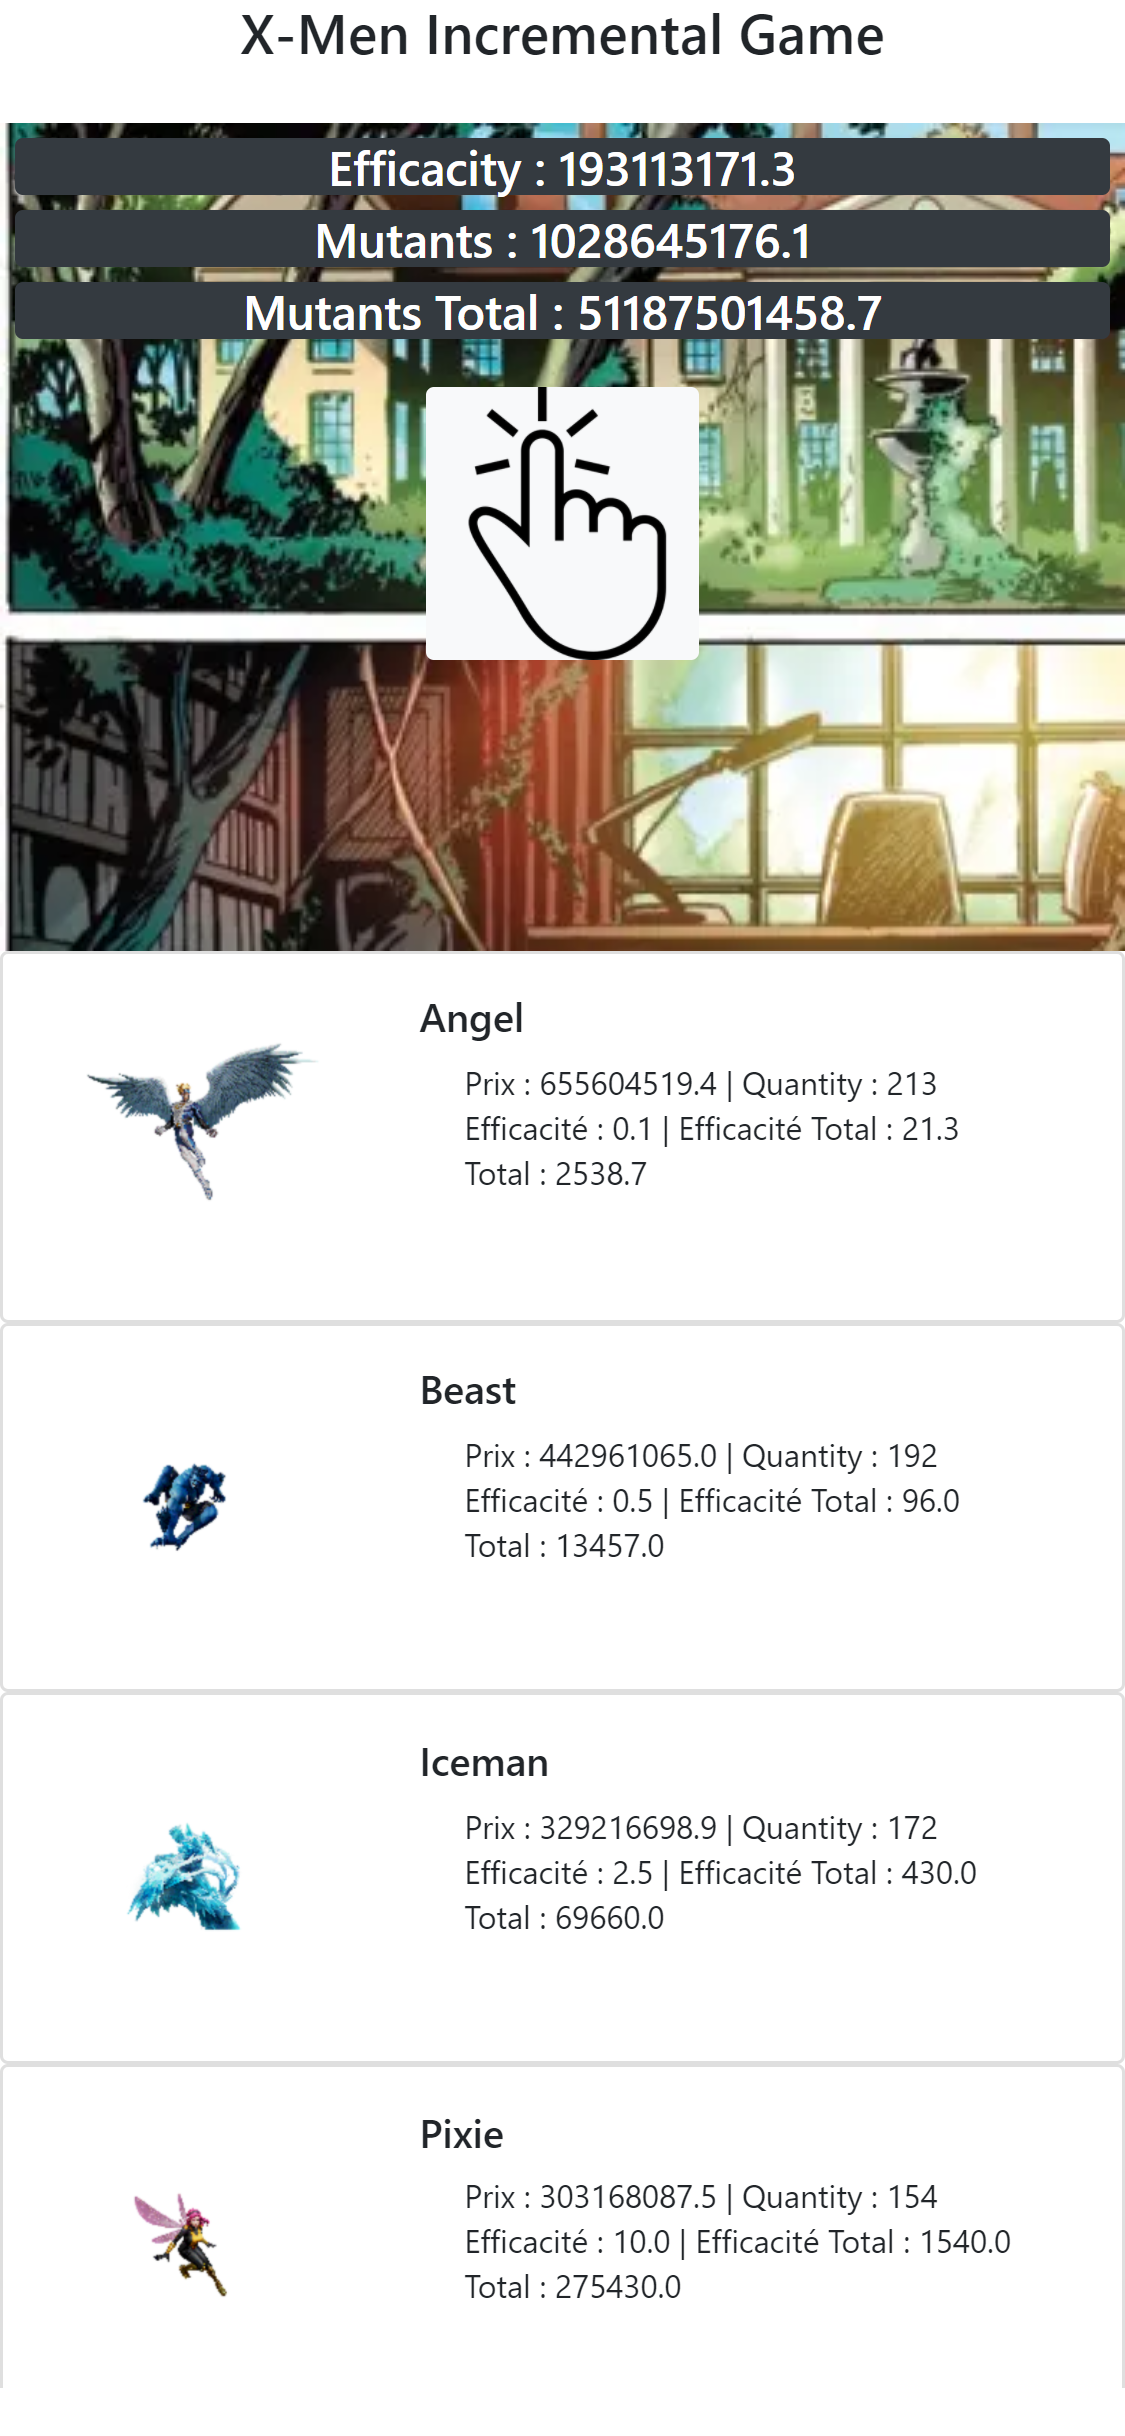 X-Men Incremental Game
Efficacity : 193113171.3
Mutants : 1028645176.1
Mutants Total : 51187501458.7
Angel
Prix : 655604519.4 | Quantity : 213
Efficacité : 0.1 | Efficacité Total : 21.3
Total : 2538.7
Beast
Prix : 442961065.0 | Quantity : 192
Efficacité : 0.5 | Efficacité Total : 96.0
Total : 13457.0
Iceman
Prix : 329216698.9 | Quantity : 172
Efficacité : 2.5 | Efficacité Total : 430.0
Total : 69660.0
Pixie
Prix : 303168087.5 | Quantity : 154
Efficacité : 10.0 | Efficacité Total : 1540.0
Total : 275430.0